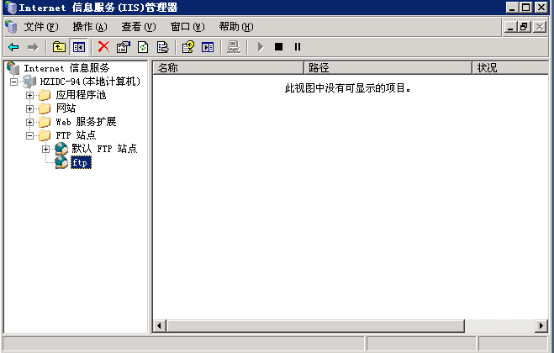 Internet 信息服务(IIS)管理器
文件(F) 操作(A) 查看(V) 窗口(W) 帮助(H)
Internet 信息服务
HZIDC-94(本地计算机)
应用程序池
网站
Web 服务扩展
FTP 站点
默认 FTP 站点
ftp
名称 路径 状况
此视图中没有可显示的项目。